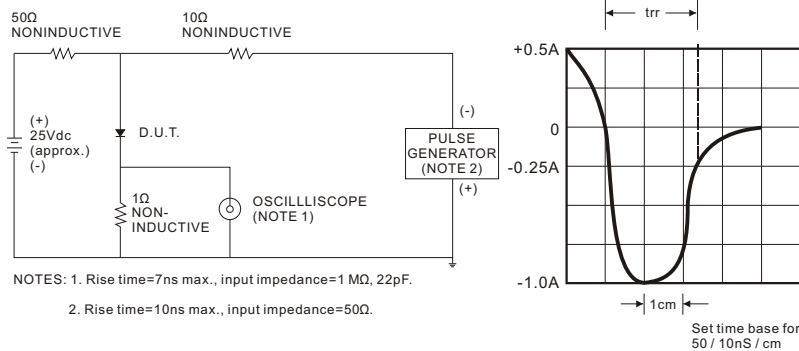 50Ω
NONINDUCTIVE
10Ω
NONINDUCTIVE
(+)
25Vdc
(approx.)
(-)
D.U.T.
1Ω
NON-
INDUCTIVE
OSCILLLISCOPE
(NOTE 1)
(-)
PULSE
GENERATOR
(NOTE 2)
(+)
NOTES: 1. Rise time=7ns max., input impedance=1 MΩ, 22pF.
2. Rise time=10ns max., input impedance=50Ω.
trr
+0.5A
0
-0.25A
-1.0A
1cm
Set time base for
50 / 10nS / cm